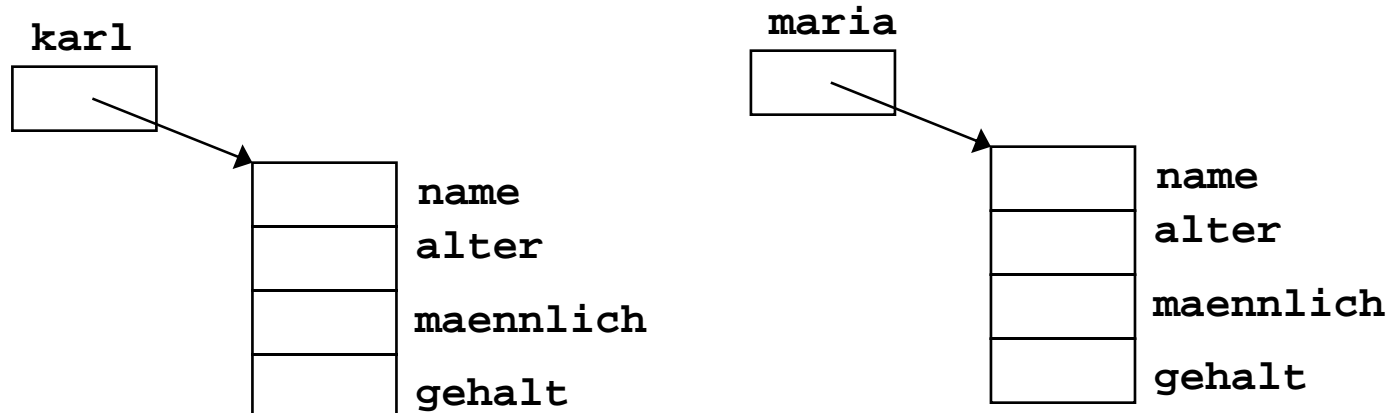 karl
name
alter
maennlich
gehalt
maria
name
alter
maennlich
gehalt